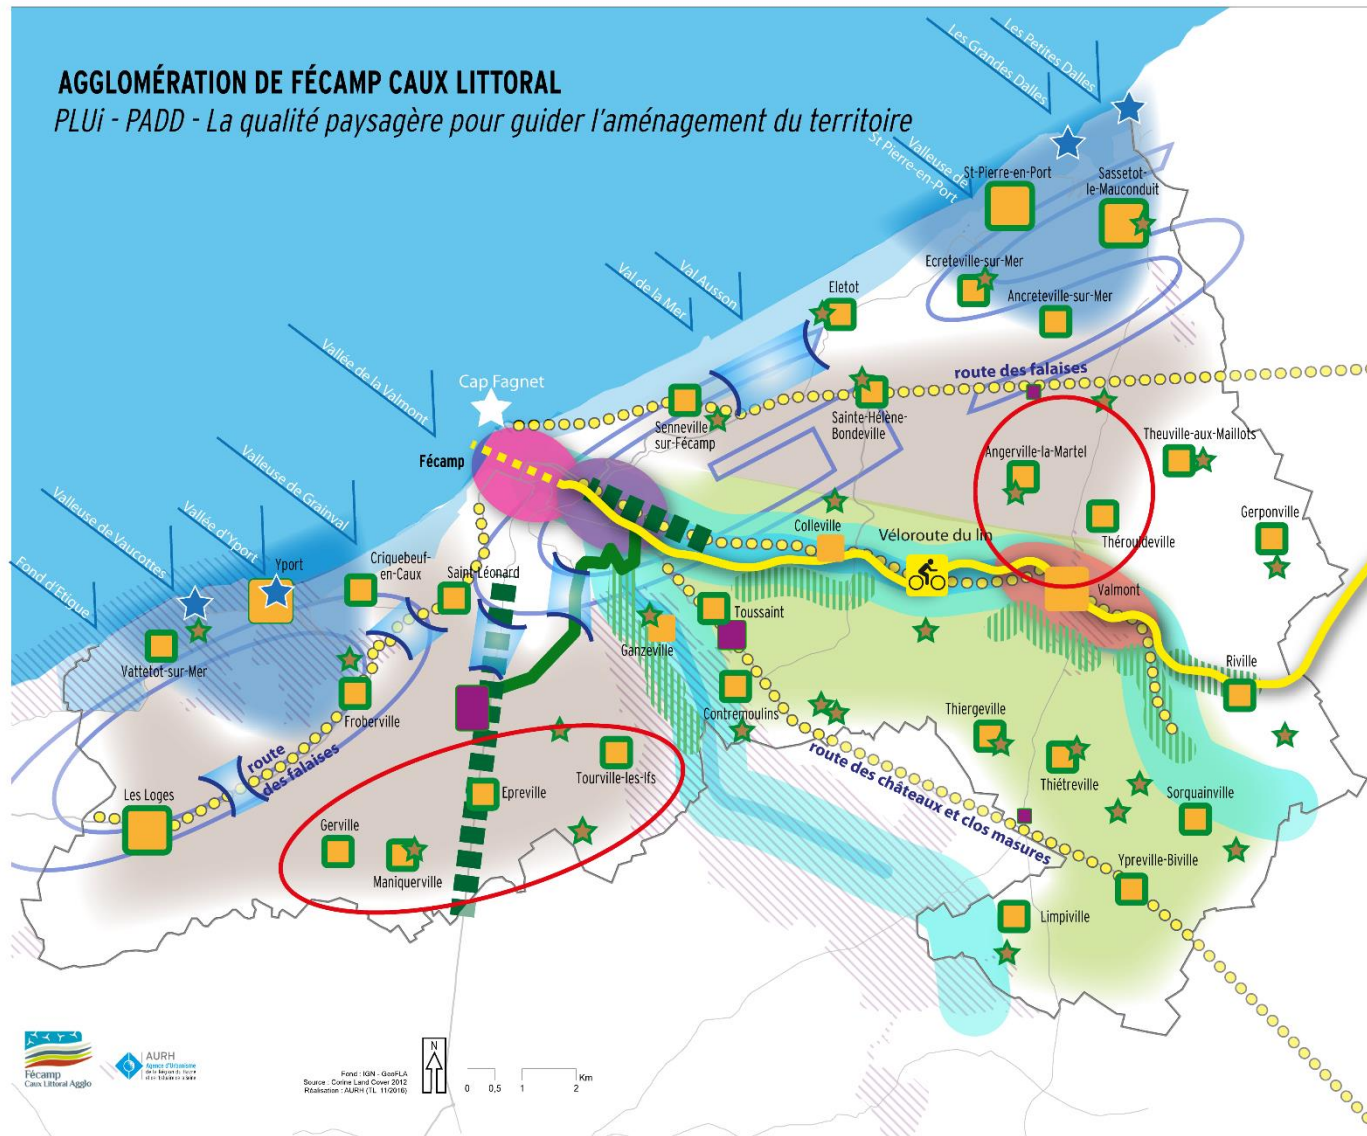 AGGLOMÉRATION DE FÉCAMP CAUX LITTORAL
PLUi - PADD - La qualité paysagère pour guider l'aménagement du territoire
Les Petites Dalles
Les Grandes Dalles
Valleuse de
St Pierre-en-Port
St-Pierre-en-Port
Sassetot-
le-Mauconduit
Ecreteville-sur-Mer
Ancreteville-sur-Mer
Eletot
Val Ausson
Val de la Mer
Vallée de la Valmont
Cap Fagnet
Fécamp
Senneville
sur-Fécamp
Sainte-Hélène-
Bondeville
route des falaises
Angerville-la-Martel
Theuville-aux-Maillots
Gerponville
Thérouldeville
Colleville
Véloroute du lin
Valmont
Valleuse de Grainval
Vallée d'Yport
Valleuse de Vaucottes
Fond d'Etigue
Yport
Criquebeuf-
en-Caux
Saint-Léonard
Vattetot-sur-Mer
Froberville
Toussaint
Ganzeville
Contremoulins
Riville
Thiergeville
Thiétreville
Sorquainville
Ypreville-Biville
Limpiville
route des châteaux et clos masures
route
des falaises
Les Loges
Tourville-les-Ifs
Epreville
Gerville
Maniquerville
Fécamp
Caux Littoral Agglo
AURH
Agence d'Urbanisme
Fond : IGN - GeoFLA
Source : Corine Land Cover 2012
Réalisation : AURH (TL 11/2016)
N
Km
0 0,5 1 2